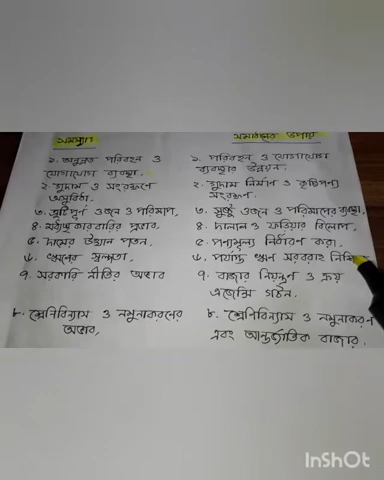 সমস্যা
১. অনুন্নত পরিবহন ও
যোগাযোগ ব্যবস্থা.
২. গুদাম ও সংরক্ষণে
অসুবিধা.
৩. ত্রুটিপূর্ণ ওজন ও পরিমাপ.
৪. মধ্যস্থ কারবারির প্রভাব.
৫. দামের উত্থান পতন.
৬. ঋণের স্বল্পতা.
৭. সরকারি নীতির অভাব
৮. শ্রেণিবিন্যাস ও নমুনাকরনের
অভাব.
সমাধানের উপায়
১. পরিবহন ও যোগাযোগ
ব্যবস্থার উন্নয়ন.
২. গুদাম নির্মাণ ও কৃষিপণ্য
সংরক্ষণ.
৩. সুষ্ঠু ওজন ও পরিমাপের ব্যবস্থা.
৪. দালাল ও ফড়িয়ার বিলোপ.
৫. পণ্যমূল্য নির্ধারণ করা.
৬. পর্যাপ্ত ঋণ সরবরাহ
৭. বাজার নিয়ন্ত্রণ ও ক্রয়
এজেন্সি গঠন.
৮. শ্রেণিবিন্যাস ও নমুনাকরণ
এবং আন্তর্জাতিক বাজার.
InShOt